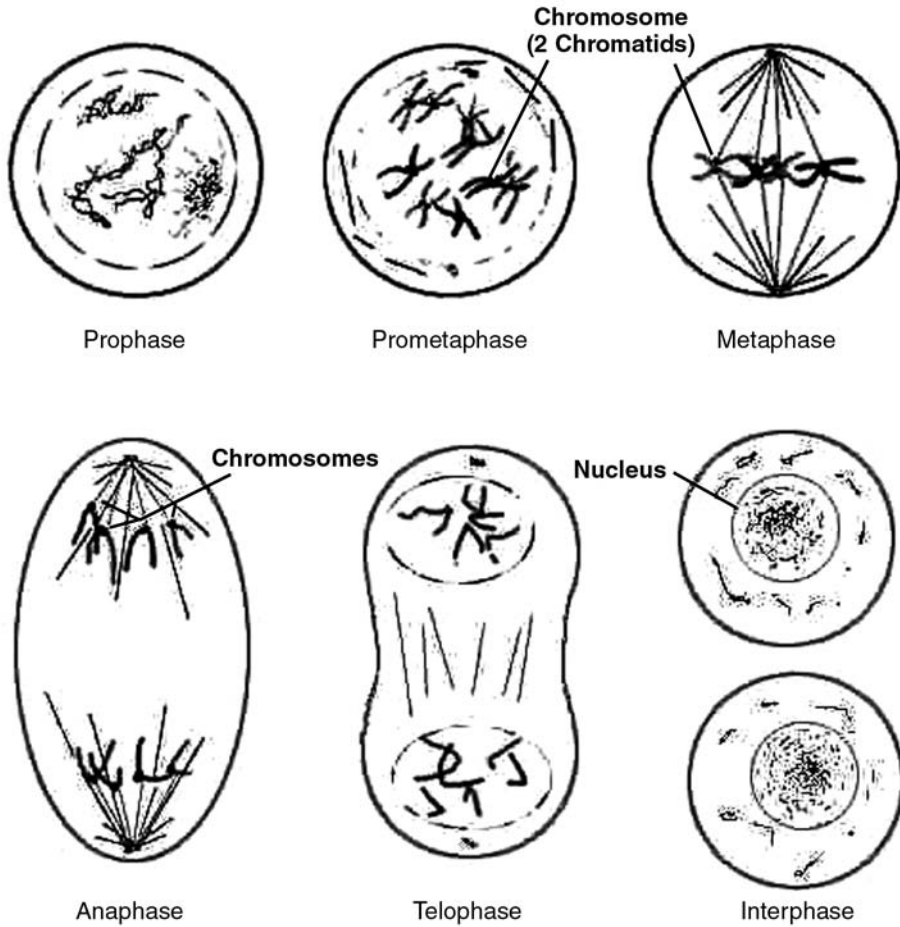 Chromosome
(2 Chromatids)
Prophase
Prometaphase
Metaphase
Chromosomes
Nucleus
Anaphase
Telophase
Interphase